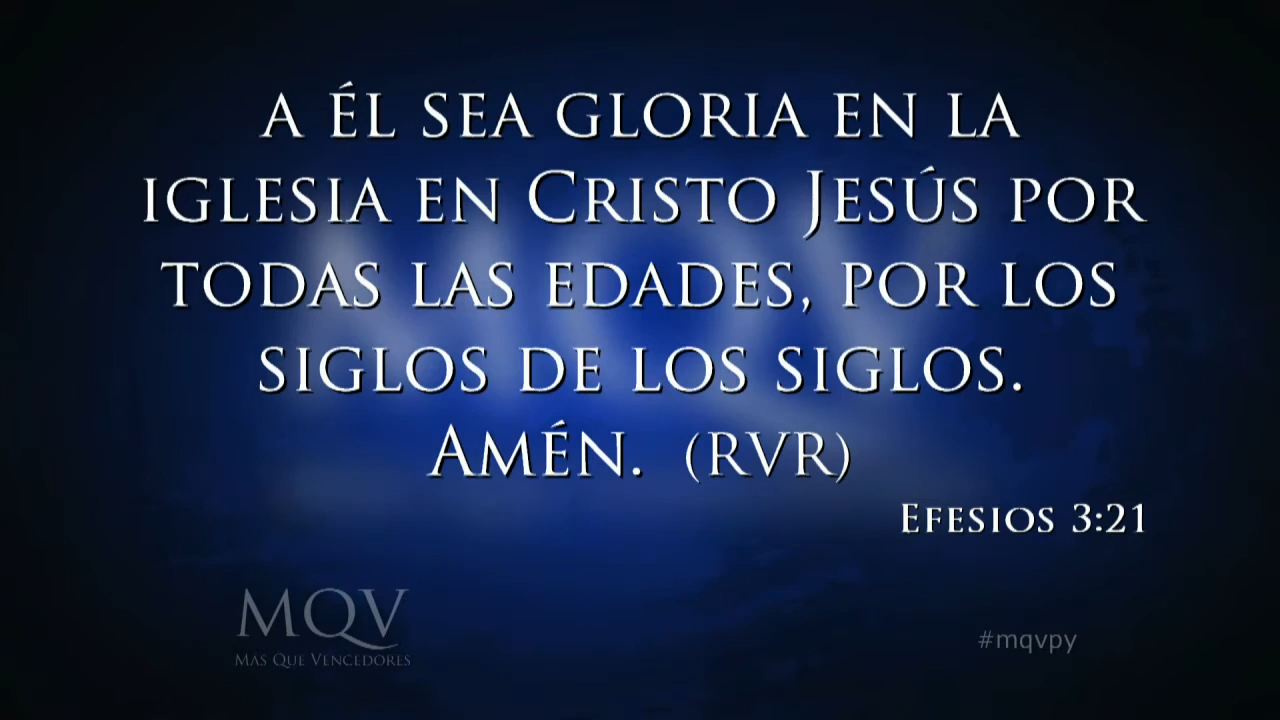 a él sea gloria en la
iglesia en Cristo Jesús por
todas las edades, por los
siglos de los siglos.
Amén. (RVR)
Efesios 3:21
MQV
Más Que Vencedores
#mqvpy